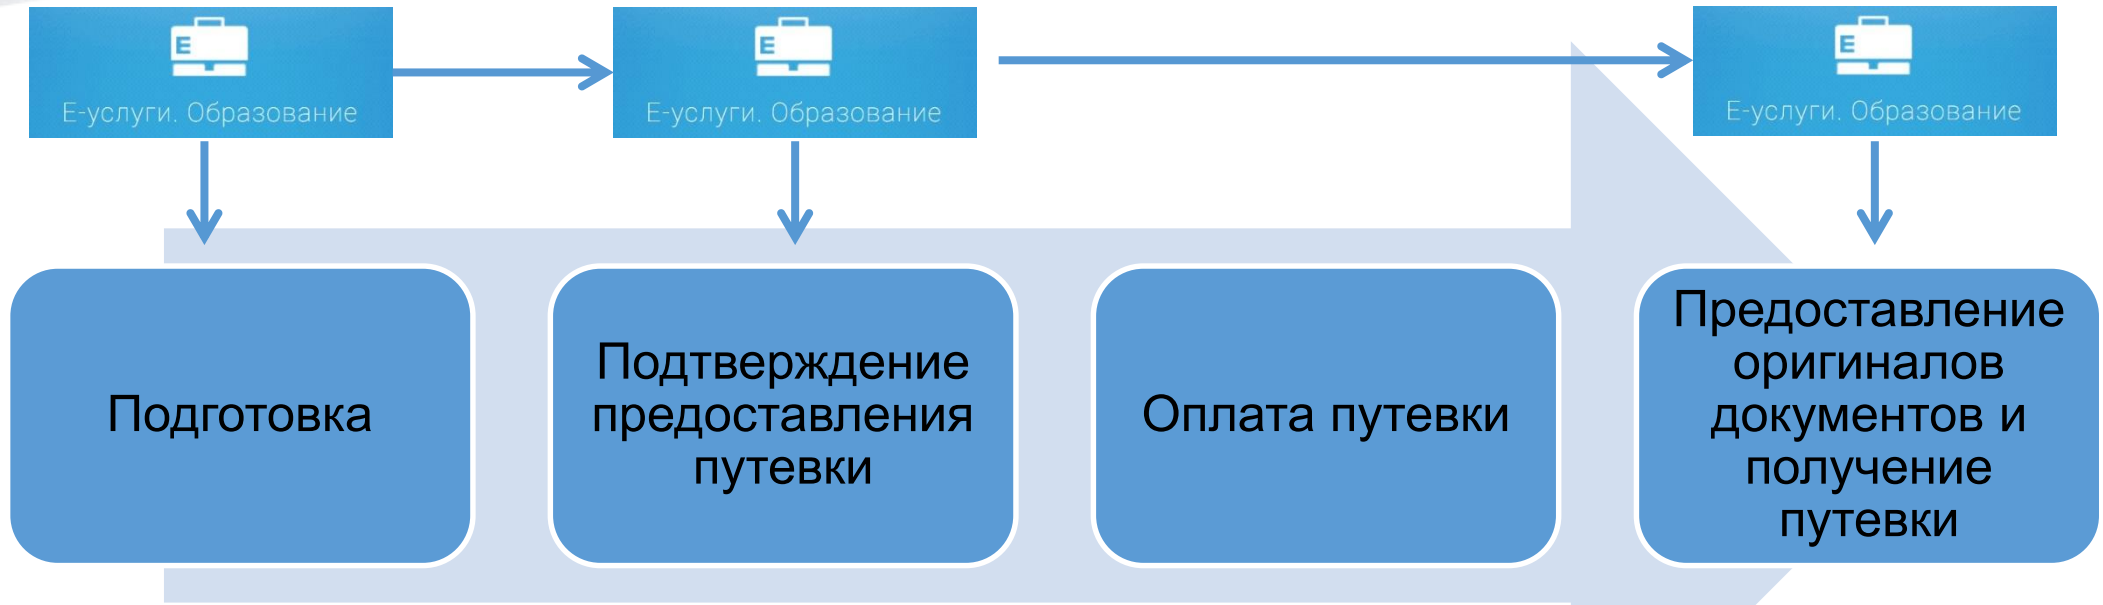 E
Е-услуги. Образование
E
Е-услуги. Образование
E
Е-услуги. Образование
Подготовка
Подтверждение
предоставления
путевки
Оплата путевки
Предоставление
оригиналов
документов и
получение
путевки